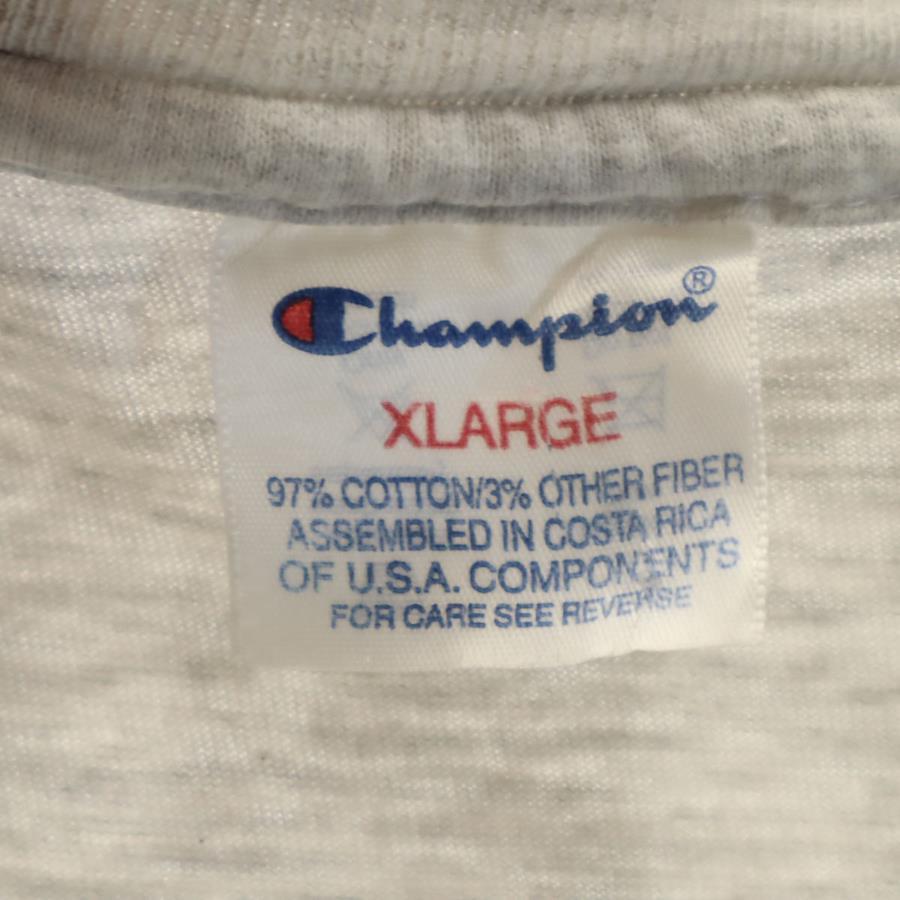 Champion®
XLARGE
97% COTTON/3% OTHER FIBER
ASSEMBLED IN COSTA RICA
OF U.S.A. COMPONENTS
FOR CARE SEE REVERSE